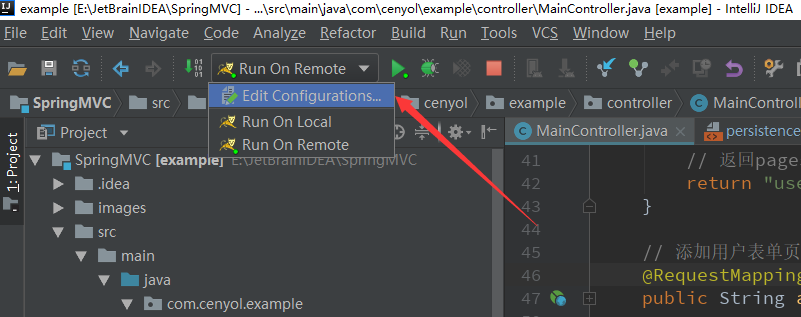 example [E:\JetBrainIDEA\SpringMVC] - ...\src\main\java\com\cenyol\example\controller\MainController.java [example] - IntelliJ IDEA
File Edit View Navigate Code Analyze Refactor Build Run Tools VCS Window Help
Run On Remote
Edit Configurations...
Run On Local
Run On Remote
SpringMVC src cenyol example controller MainController
1: Project
Project
MainController.java persistence
SpringMVC [example] E:\JetBrainIDEA\SpringMVC
.idea
images
src
main
java
com.cenyol.example
41 // 返回page
42 return "use
43 }
44
45 // 添加用户表单页
46 @RequestMapping
47 public String a